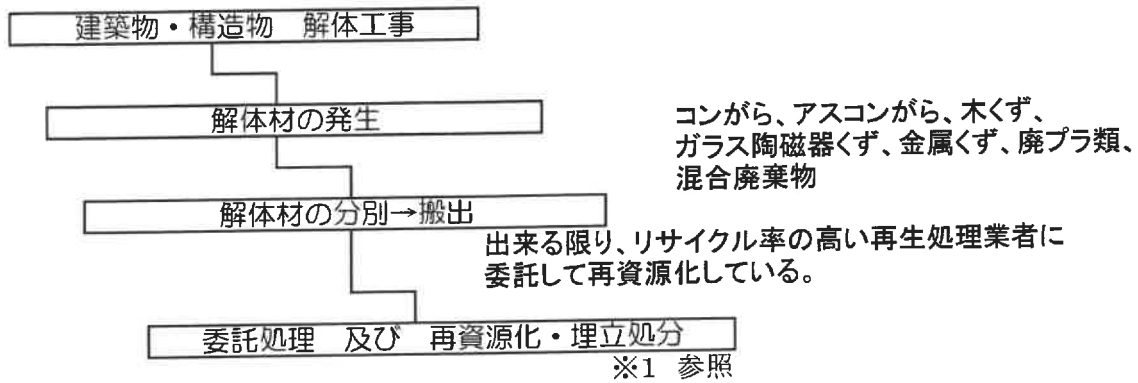 建築物・構造物　解体工事
解体材の発生
コンがら、アスコンがら、木くず、
ガラス陶磁器くず、金属くず、廃プラ類、
混合廃棄物
解体材の分別→搬出
出来る限り、リサイクル率の高い再生処理業者に
委託して再資源化している。
委託処理　及び　再資源化・埋立処分
※1 参照